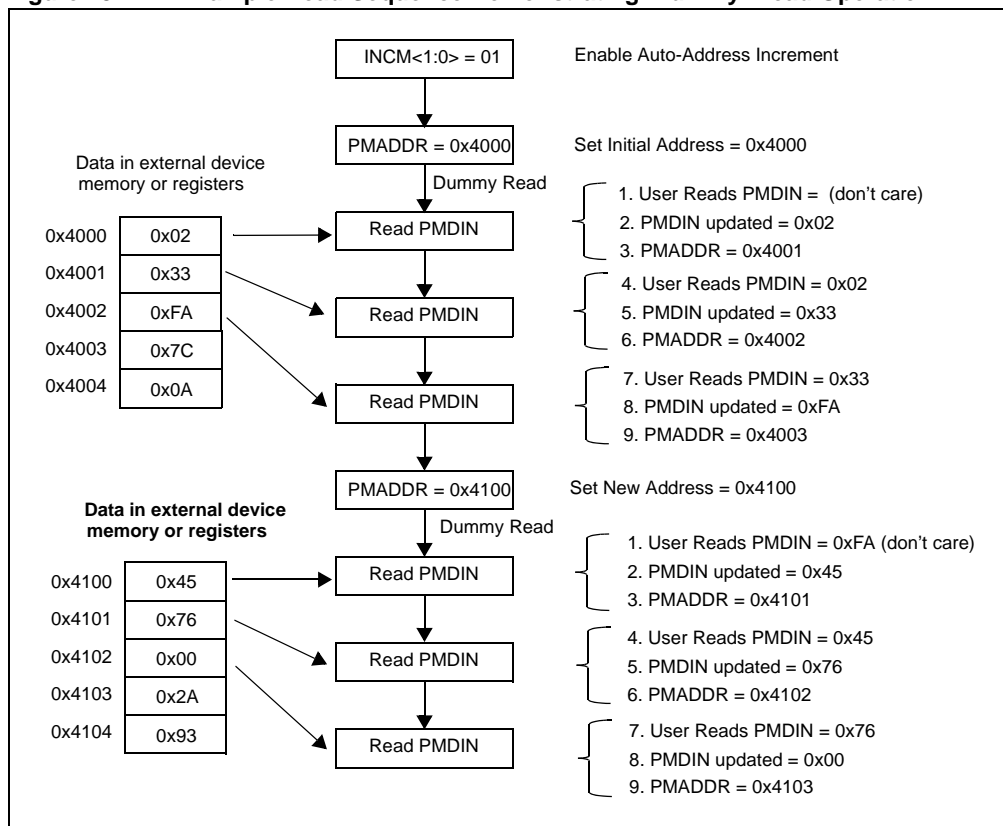 INCM<1:0> = 01
Enable Auto-Address Increment
PMADDR = 0x4000
Set Initial Address = 0x4000
Data in external device
memory or registers
Dummy Read
0x4000 0x02
0x4001 0x33
0x4002 0xFA
0x4003 0x7C
0x4004 0x0A
Read PMDIN
1. User Reads PMDIN = (don't care)
2. PMDIN updated = 0x02
3. PMADDR = 0x4001
Read PMDIN
4. User Reads PMDIN = 0x02
5. PMDIN updated = 0x33
6. PMADDR = 0x4002
Read PMDIN
7. User Reads PMDIN = 0x33
8. PMDIN updated = 0xFA
9. PMADDR = 0x4003
PMADDR = 0x4100
Set New Address = 0x4100
Data in external device
memory or registers
Dummy Read
0x4100 0x45
0x4101 0x76
0x4102 0x00
0x4103 0x2A
0x4104 0x93
Read PMDIN
1. User Reads PMDIN = 0xFA (don't care)
2. PMDIN updated = 0x45
3. PMADDR = 0x4101
Read PMDIN
4. User Reads PMDIN = 0x45
5. PMDIN updated = 0x76
6. PMADDR = 0x4102
Read PMDIN
7. User Reads PMDIN = 0x76
8. PMDIN updated = 0x00
9. PMADDR = 0x4103